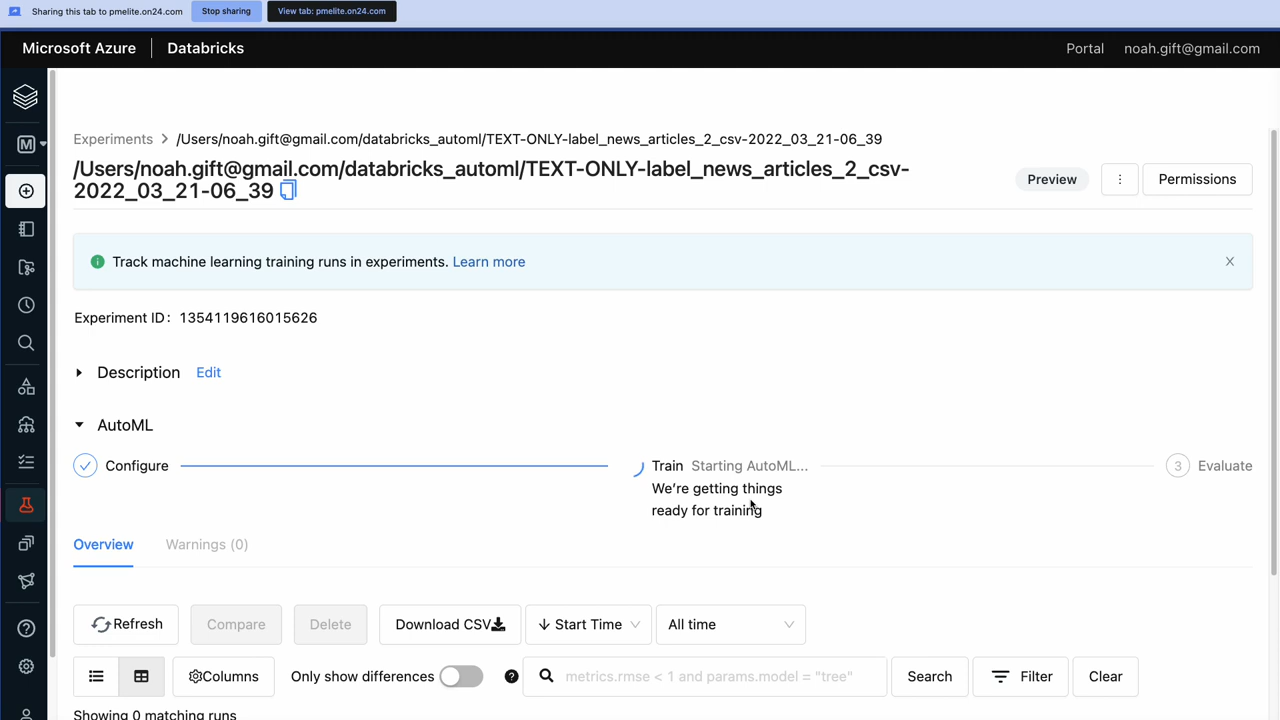 Sharing this tab to pmelite.on24.com Stop sharing View tab: pmelite.on24.com
Microsoft Azure Databricks Portal noah.gift@gmail.com
M
Experiments /Users/noah.gift@gmail.com/databricks_automl/TEXT-ONLY-label_news_articles_2_csv-2022_03_21-06_39
/Users/noah.gift@gmail.com/databricks_automl/TEXT-ONLY-label_news_articles_2_csv-
2022_03_21-06_39 Preview Permissions
Track machine learning training runs in experiments. Learn more
Experiment ID: 1354119616015626
Description Edit
AutoML
Configure Train Starting AutoML... 3 Evaluate
We're getting things
ready for training
Overview Warnings (0)
Refresh Compare Delete Download CSV Start Time All time
Columns Only show differences metrics.rmse < 1 and params.model = "tree" Search Filter Clear
Showing 0 matching runs